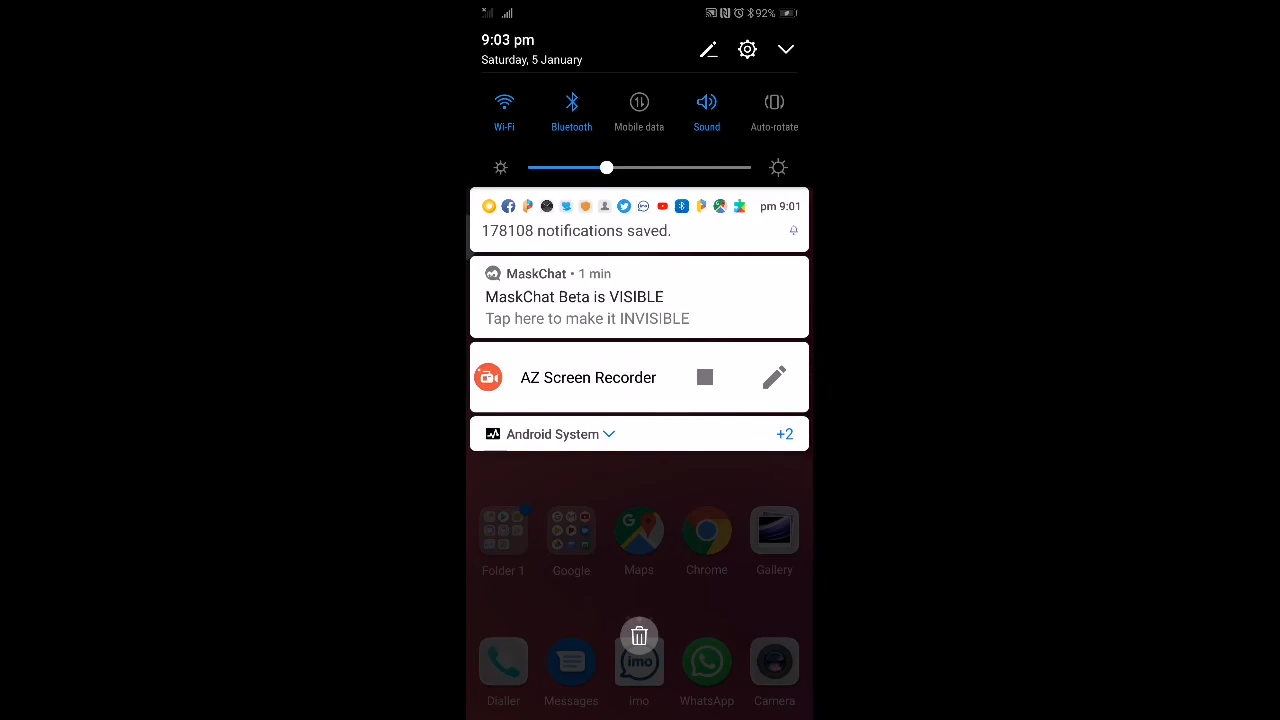 92%
9:03 pm
Saturday, 5 January
Wi-Fi
Bluetooth
Mobile data
Sound
Auto-rotate
pm 9:01
178108 notifications saved.
MaskChat • 1 min
MaskChat Beta is VISIBLE
Tap here to make it INVISIBLE
AZ Screen Recorder
Android System
+2
Folder 1
Google
Maps
Chrome
Gallery
imo
Dialler
Messages
imo
WhatsApp
Camera